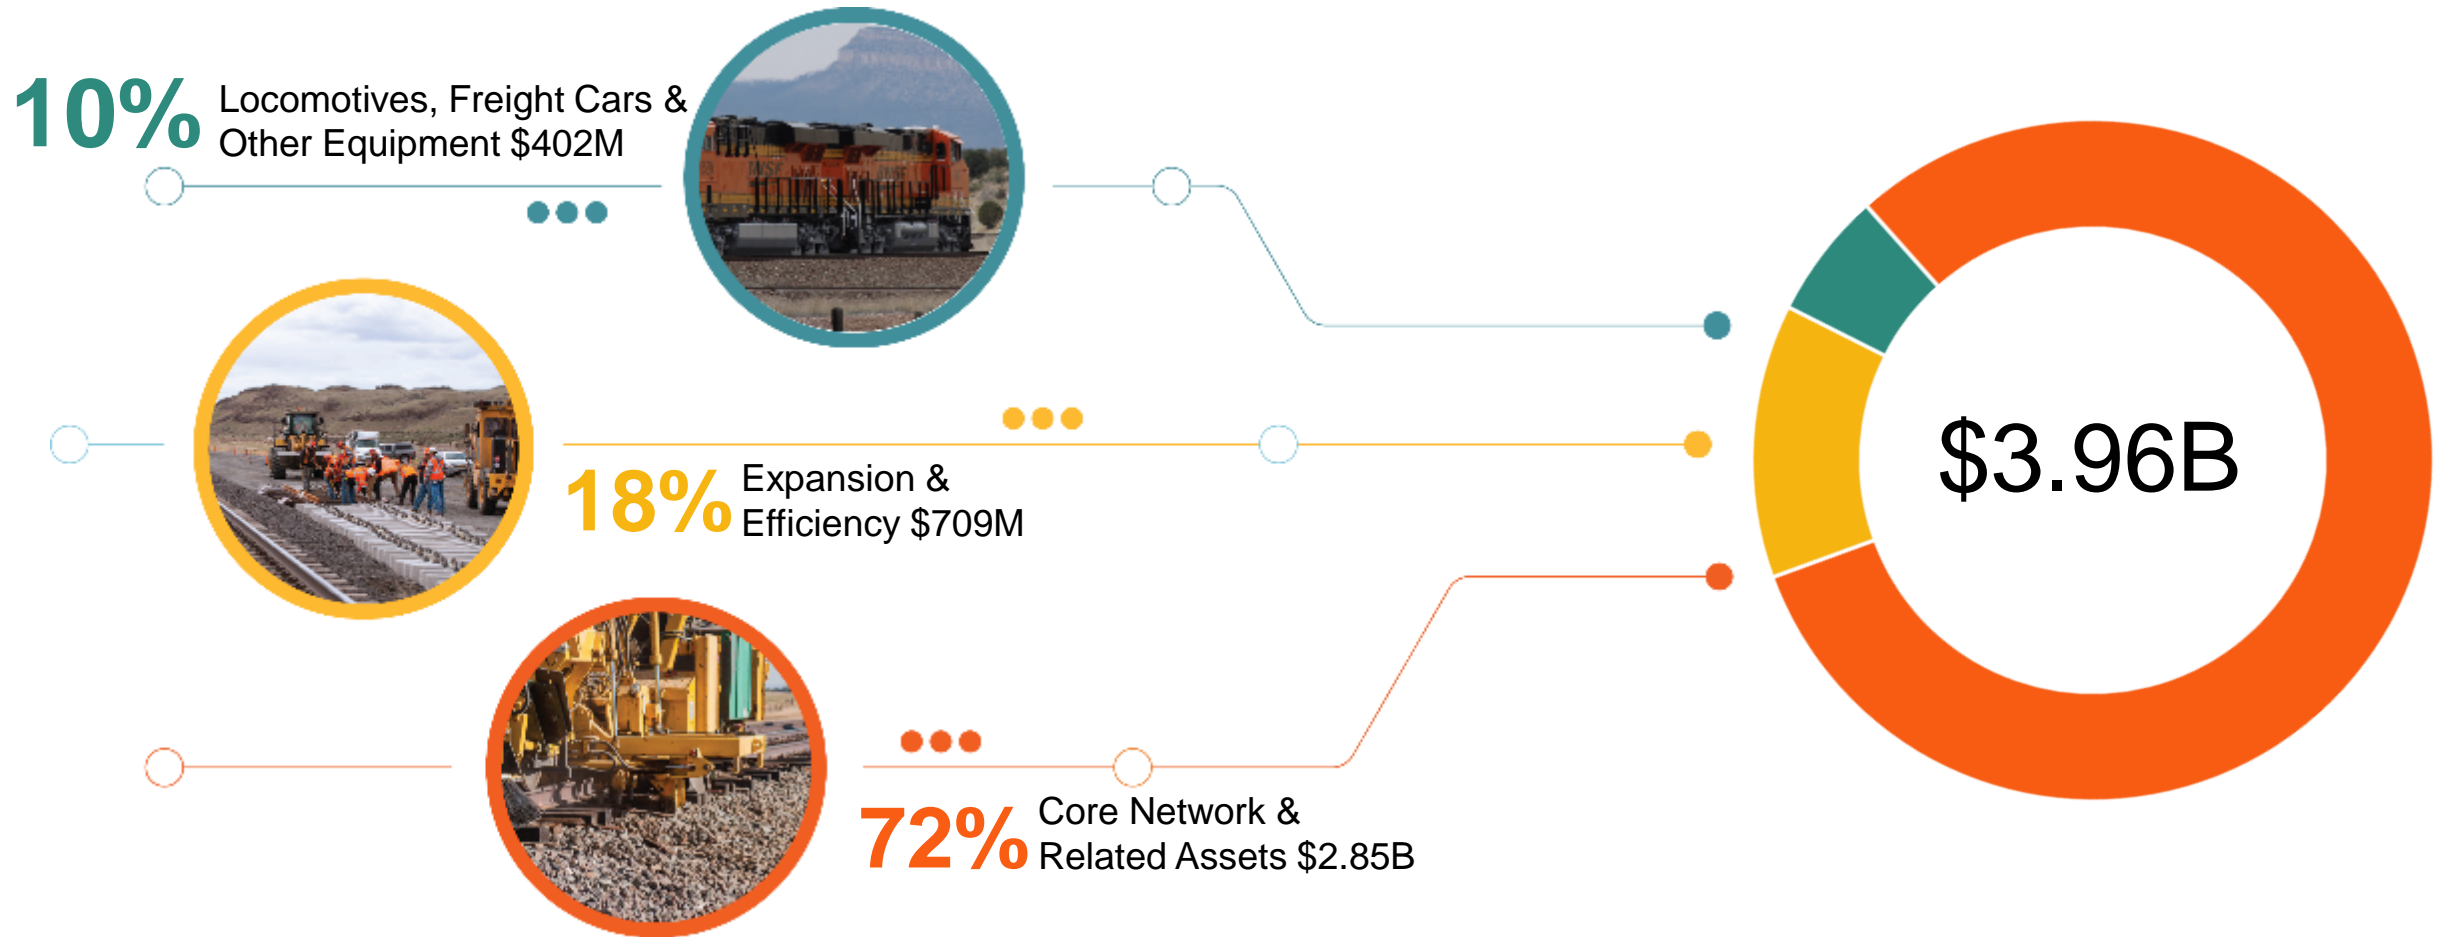 10%
Locomotives, Freight Cars &
Other Equipment $402M
18%
Expansion &
Efficiency $709M
$3.96B
72%
Core Network &
Related Assets $2.85B